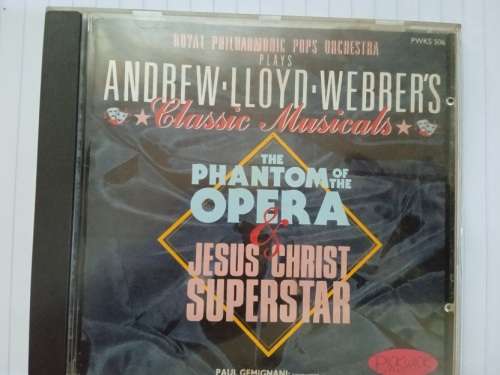 ROYAL PHILHARMONIC POPS ORCHESTRA
PWKS 506
PLAYS
ANDREW·LLOYD·WEBBER'S
Classic Musicals
THE
PHANTOM OF THE
OPERA
&
JESUS CHRIST
SUPERSTAR
PICKWICK
PAUL GEMIGNANI